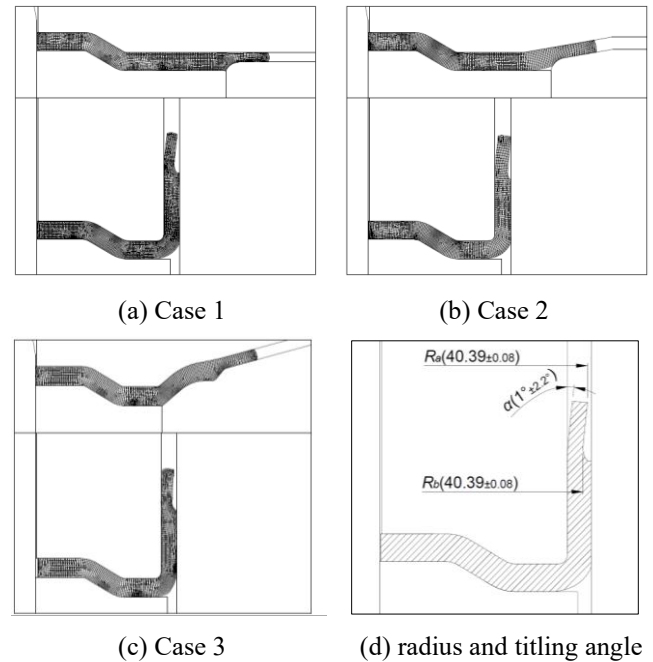 (a) Case 1
(b) Case 2
Ra(40.39±0.08)
α(1°±2.2°)
Rb(40.39±0.08)
(c) Case 3
(d) radius and titling angle